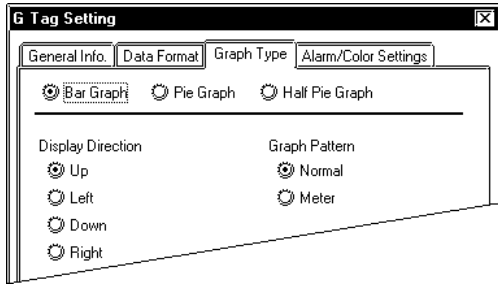 G Tag Setting
General Info. Data Format Graph Type Alarm/Color Settings
Bar Graph Pie Graph Half Pie Graph
Display Direction Graph Pattern
Up Normal
Left Meter
Down
Right